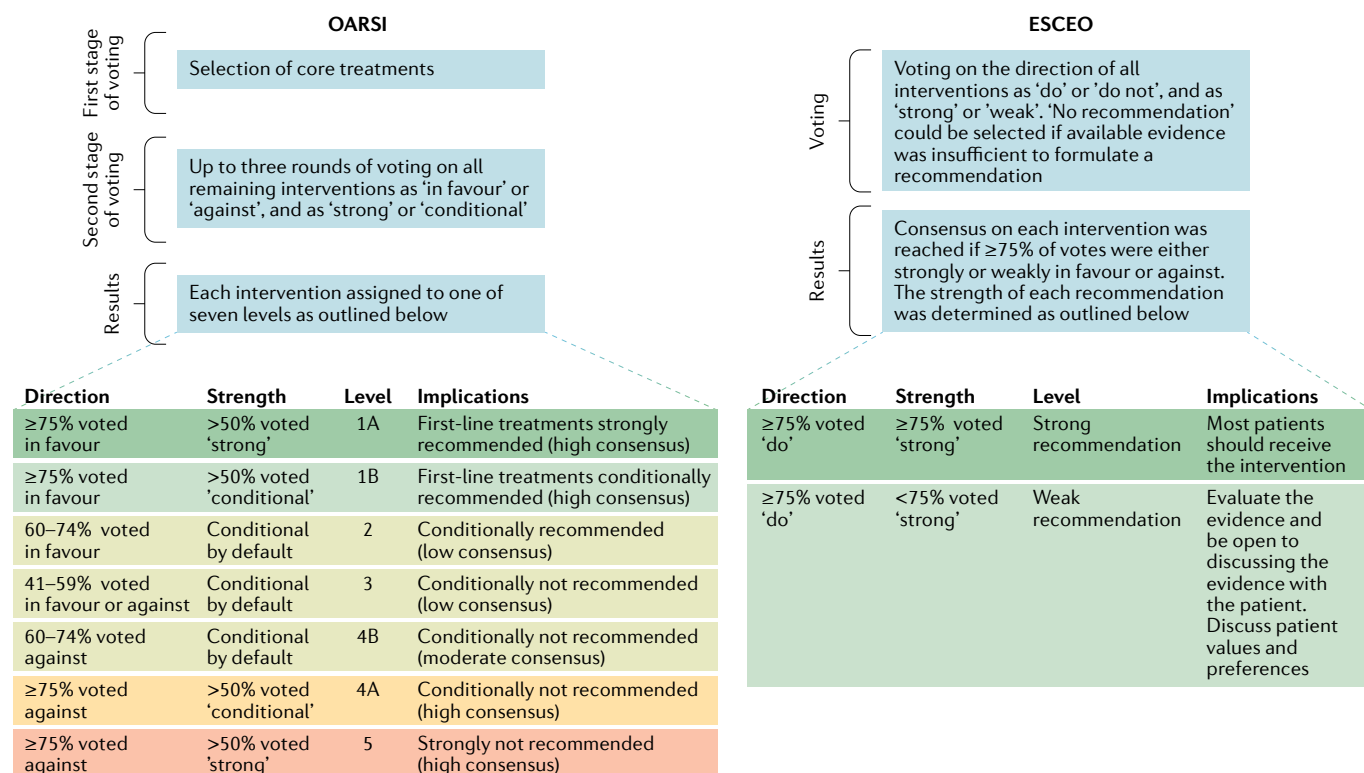 OARSI
First stage
of voting
Selection of core treatments
Second stage
of voting
Up to three rounds of voting on all
remaining interventions as ‘in favour’ or
‘against’, and as ‘strong’ or ‘conditional’
Results
Each intervention assigned to one of
seven levels as outlined below
Direction Strength Level Implications
≥75% voted >50% voted 1A First-line treatments strongly
in favour ‘strong’ recommended (high consensus)
≥75% voted >50% voted 1B First-line treatments conditionally
in favour ’conditional’ recommended (high consensus)
60–74% voted Conditional 2 Conditionally recommended
in favour by default (low consensus)
41–59% voted Conditional 3 Conditionally not recommended
in favour or against by default (low consensus)
60–74% voted Conditional 4B Conditionally not recommended
against by default (moderate consensus)
≥75% voted >50% voted 4A Conditionally not recommended
against ‘conditional’ (high consensus)
≥75% voted >50% voted 5 Strongly not recommended
against ’strong’ (high consensus)
ESCEO
Voting
Voting on the direction of all
interventions as ‘do’ or ’do not’, and as
‘strong’ or ’weak’. ‘No recommendation’
could be selected if available evidence
was insufficient to formulate a
recommendation
Results
Consensus on each intervention was
reached if ≥75% of votes were either
strongly or weakly in favour or against.
The strength of each recommendation
was determined as outlined below
Direction Strength Level Implications
≥75% voted ≥75% voted Strong Most patients
‘do’ ‘strong’ recommendation should receive
the intervention
≥75% voted <75% voted Weak Evaluate the
‘do’ ‘strong’ recommendation evidence and
be open to
discussing the
evidence with
the patient.
Discuss patient
values and
preferences